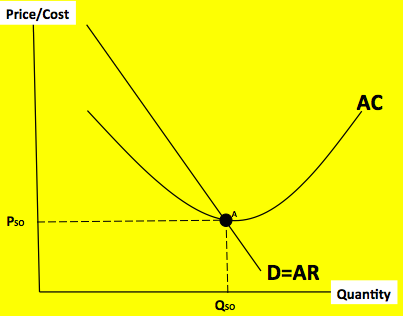 Price/Cost
AC
A
PSO
D=AR
Quantity
QSO